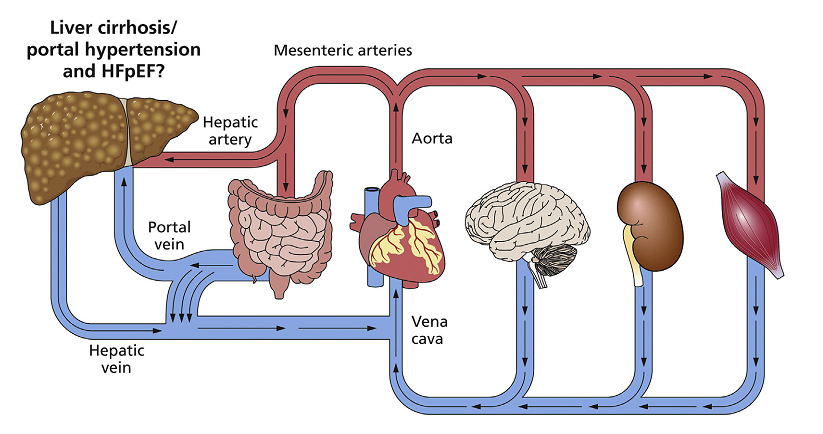 Liver cirrhosis/
portal hypertension
and HFpEF?
Mesenteric arteries
Hepatic
artery
Aorta
Portal
vein
Hepatic
vein
Vena
cava